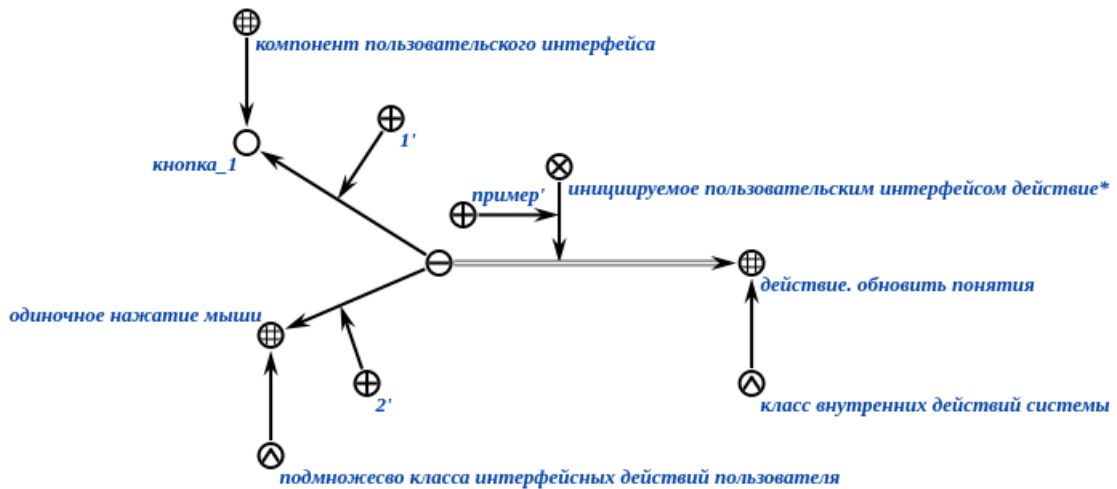 компонент пользовательского интерфейса
1'
кнопка_1
пример'
инициируемое пользовательским интерфейсом действие*
действие. обновить понятия
одиночное нажатие мыши
2'
класс внутренних действий системы
подмножесво класса интерфейсных действий пользователя